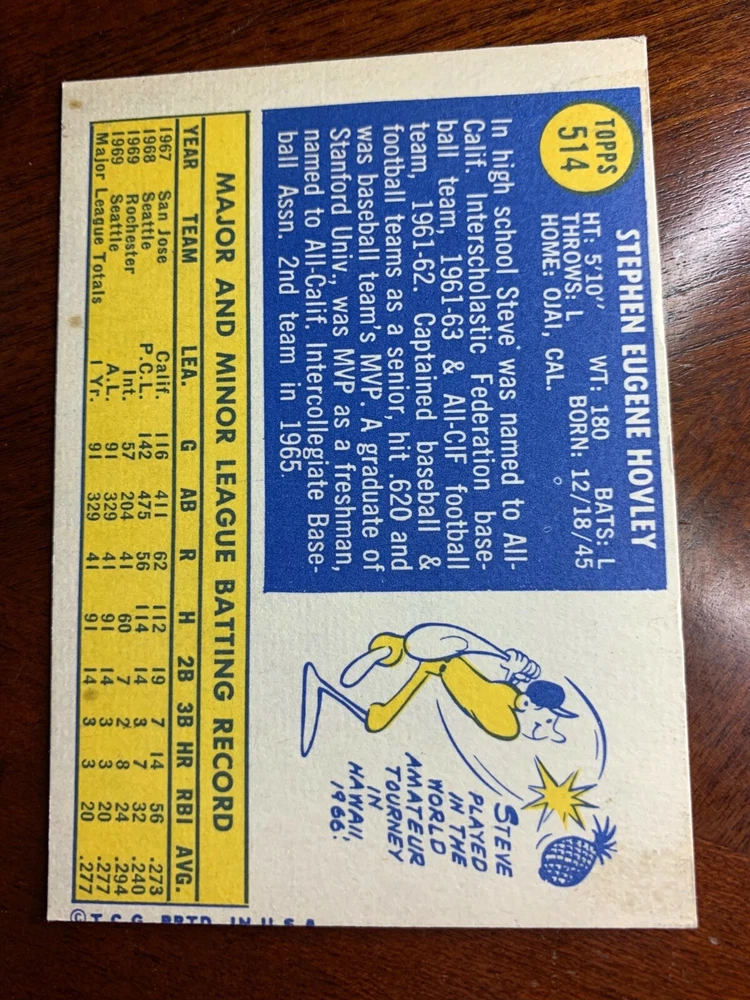 TOPPS
514
STEPHEN EUGENE HOVLEY
HT: 5'10" WT: 180 BATS: L
THROWS: L BORN: 12/18/45
HOME: OJAI, CAL.
In high school Steve was named to All-
Calif. Interscholastic Federation base-
ball team, 1961-63 & All-CIF football
team, 1961-62. Captained baseball &
football teams as a senior, hit .620 and
was baseball team's MVP. A graduate of
Stanford Univ., was MVP as a freshman,
named to All-Calif. Intercollegiate Base-
ball Assn. 2nd team in 1965.
STEVE
PLAYED
IN THE
WORLD
AMATEUR
TOURNEY
IN
HAWAII,
1966.
MAJOR AND MINOR LEAGUE BATTING RECORD
YEAR TEAM LEA. G AB R H 2B 3B HR RBI AVG.
1967 San Jose Calif. 116 411 62 112 19 7 14 56 .273
1968 Seattle P.C.L. 142 475 56 114 14 3 7 32 .240
1969 Rochester Int. 57 204 41 60 7 2 8 24 .294
1969 Seattle A.L. 91 329 41 91 14 3 3 20 .277
Major League Totals 1 Yr. 91 329 41 91 14 3 3 20 .277
© T.C.G. PRTD. IN U.S.A.